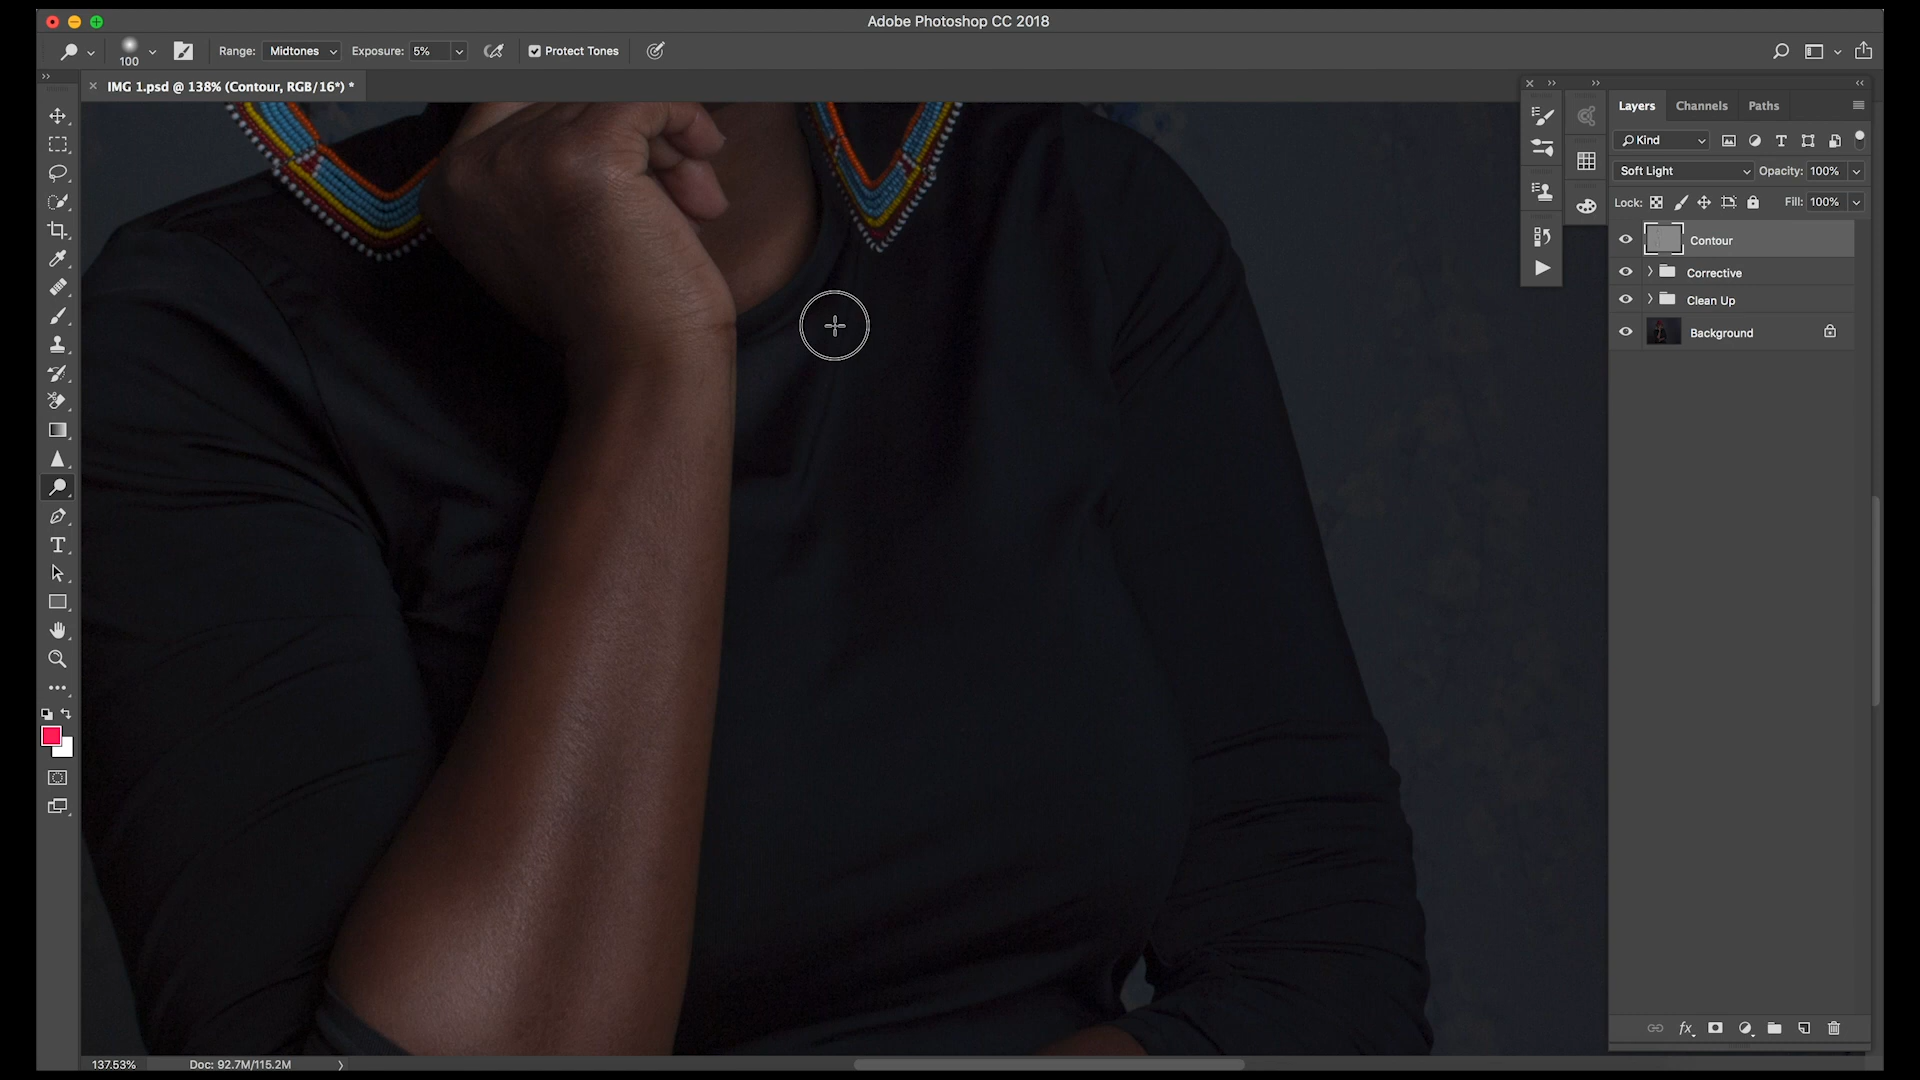 Adobe Photoshop CC 2018
100
Range: Midtones Exposure: 5% Protect Tones
IMG 1.psd @ 138% (Contour, RGB/16*) *
Layers Channels Paths
Kind
Soft Light Opacity: 100%
Lock: Fill: 100%
Contour
Corrective
Clean Up
Background
137.53% Doc: 92.7M/115.2M